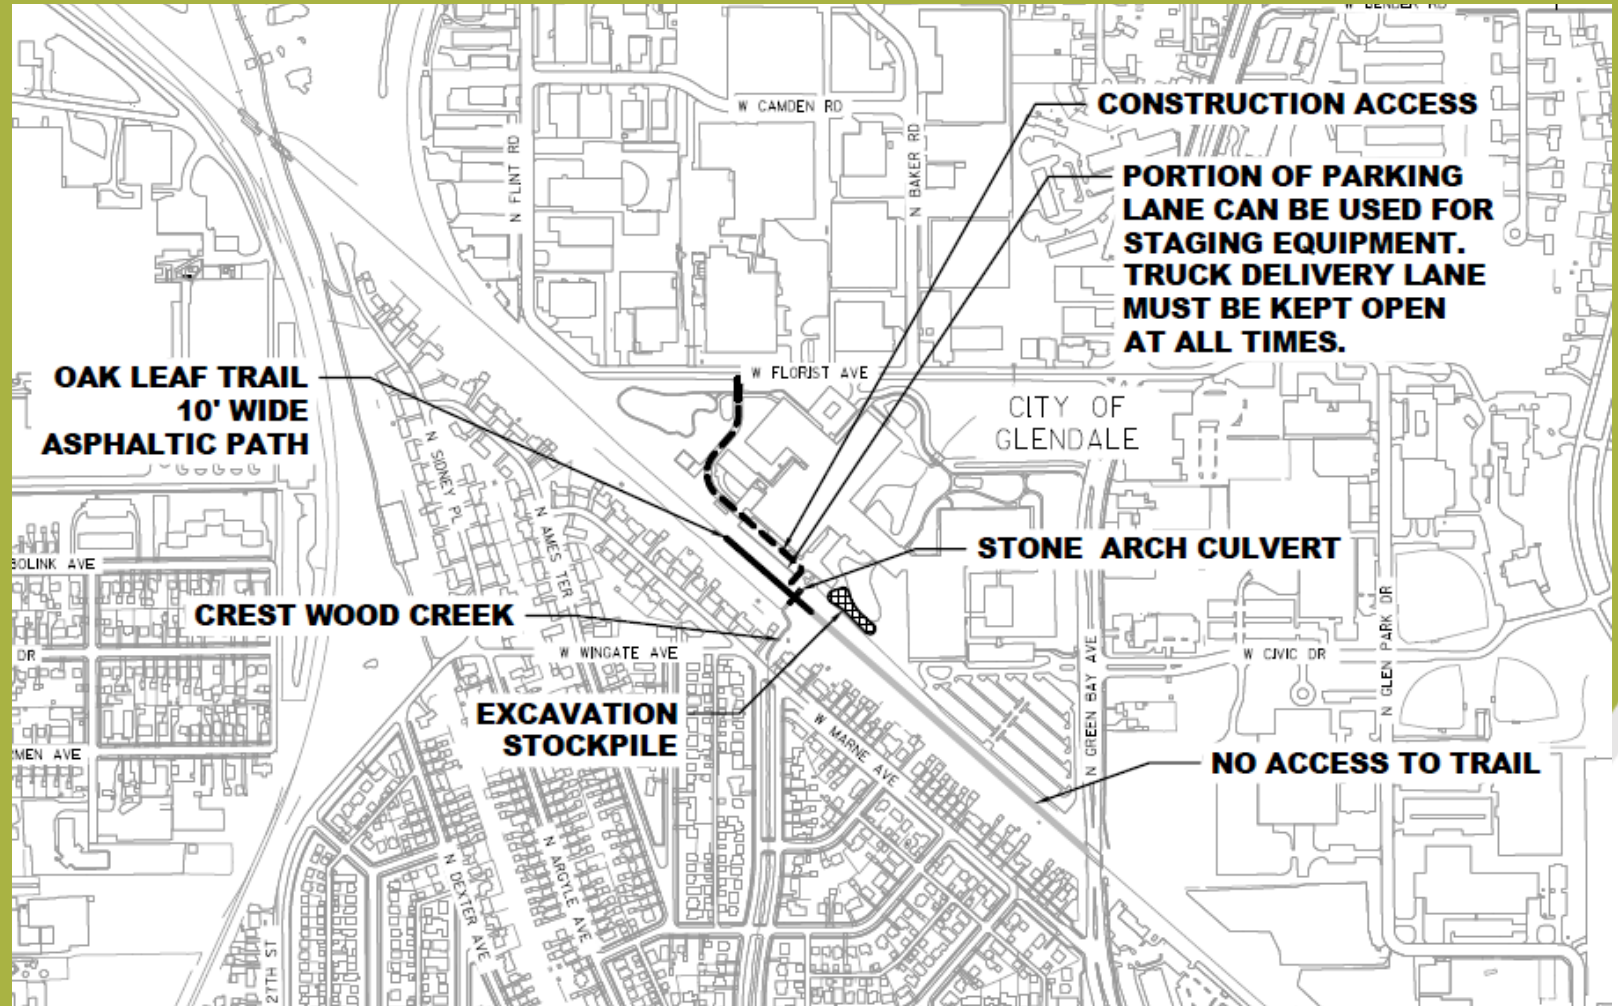 W BENDER RD
W CAMDEN RD
CONSTRUCTION ACCESS
N FLINT RD
N BAKER RD
PORTION OF PARKING
LANE CAN BE USED FOR
STAGING EQUIPMENT.
TRUCK DELIVERY LANE
MUST BE KEPT OPEN
AT ALL TIMES.
OAK LEAF TRAIL
10' WIDE
ASPHALTIC PATH
W FLORIST AVE
CITY OF
GLENDALE
N SIDNEY PL
N AMES TER
STONE ARCH CULVERT
BOLINK AVE
CREST WOOD CREEK
W WINGATE AVE
DR
W CIVIC DR
N GLEN PARK DR
N GREEN BAY AVE
EXCAVATION
STOCKPILE
W MARNE AVE
RMEN AVE
NO ACCESS TO TRAIL
N DEXTER AVE
N ARGYLE AVE
27TH ST